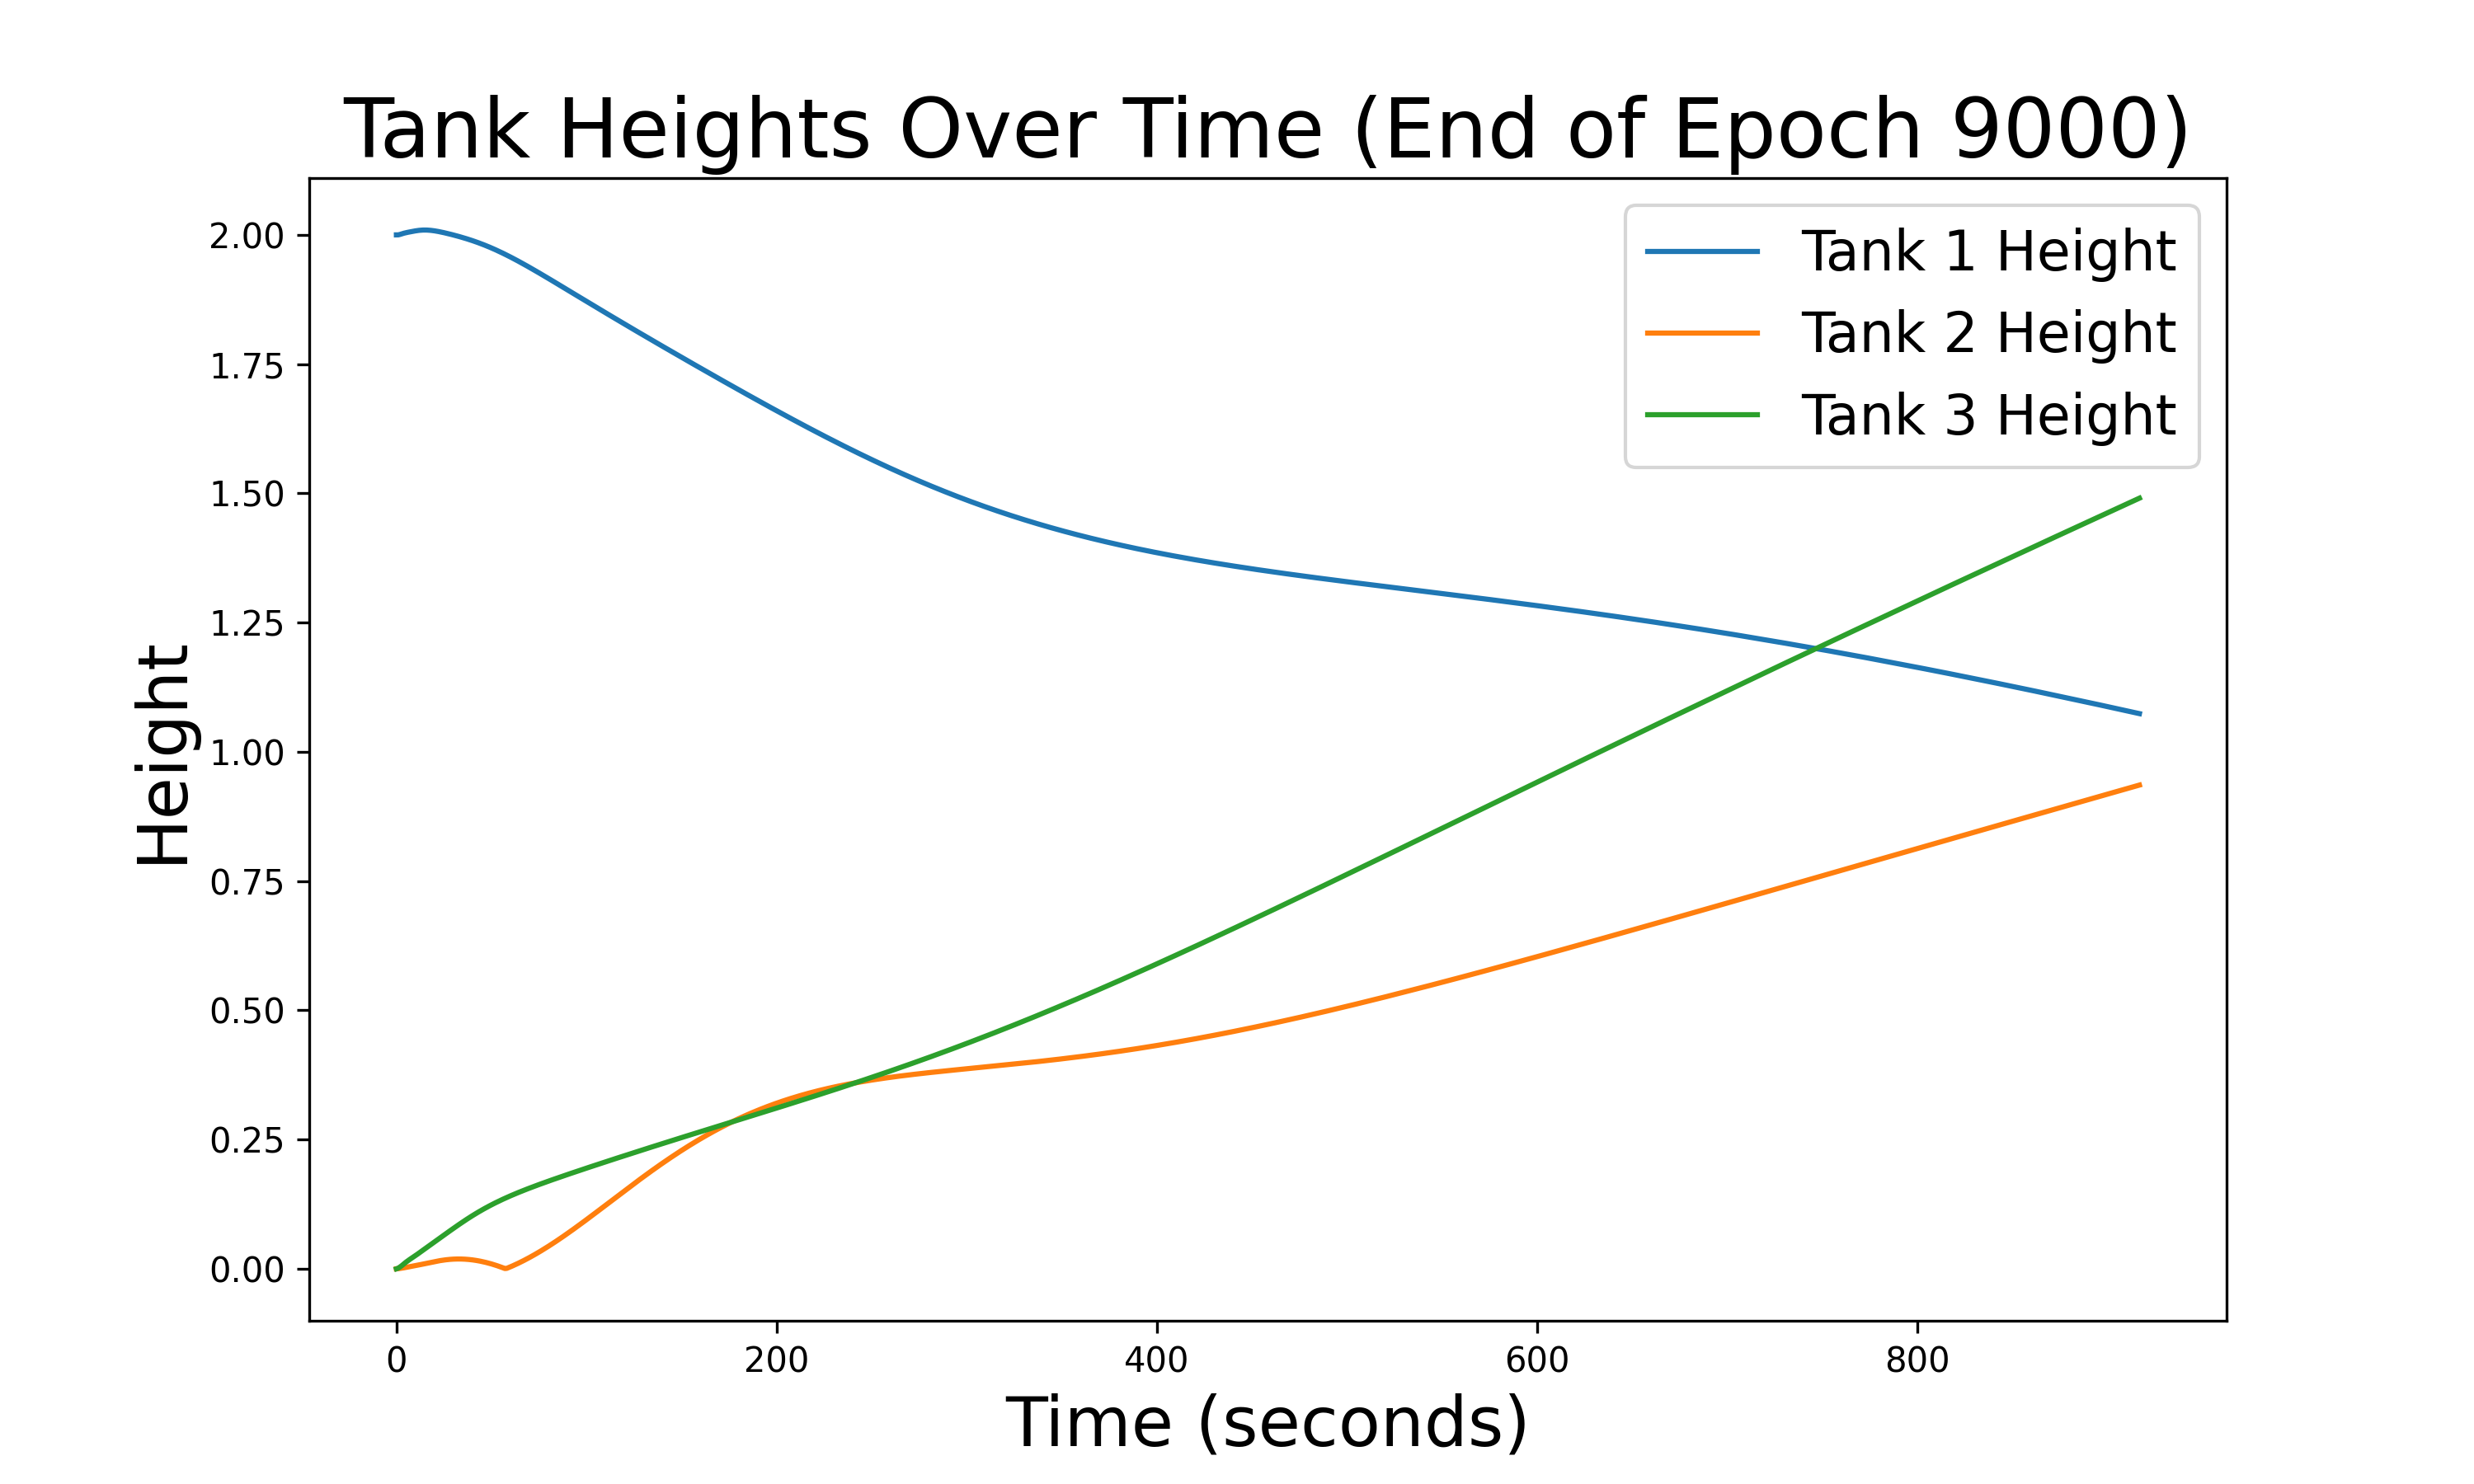 Tank Heights Over Time (End of Epoch 9000)
Tank 1 Height
Tank 2 Height
Tank 3 Height
Height
2.00
1.75
1.50
1.25
1.00
0.75
0.50
0.25
0.00
0
200
400
600
800
Time (seconds)